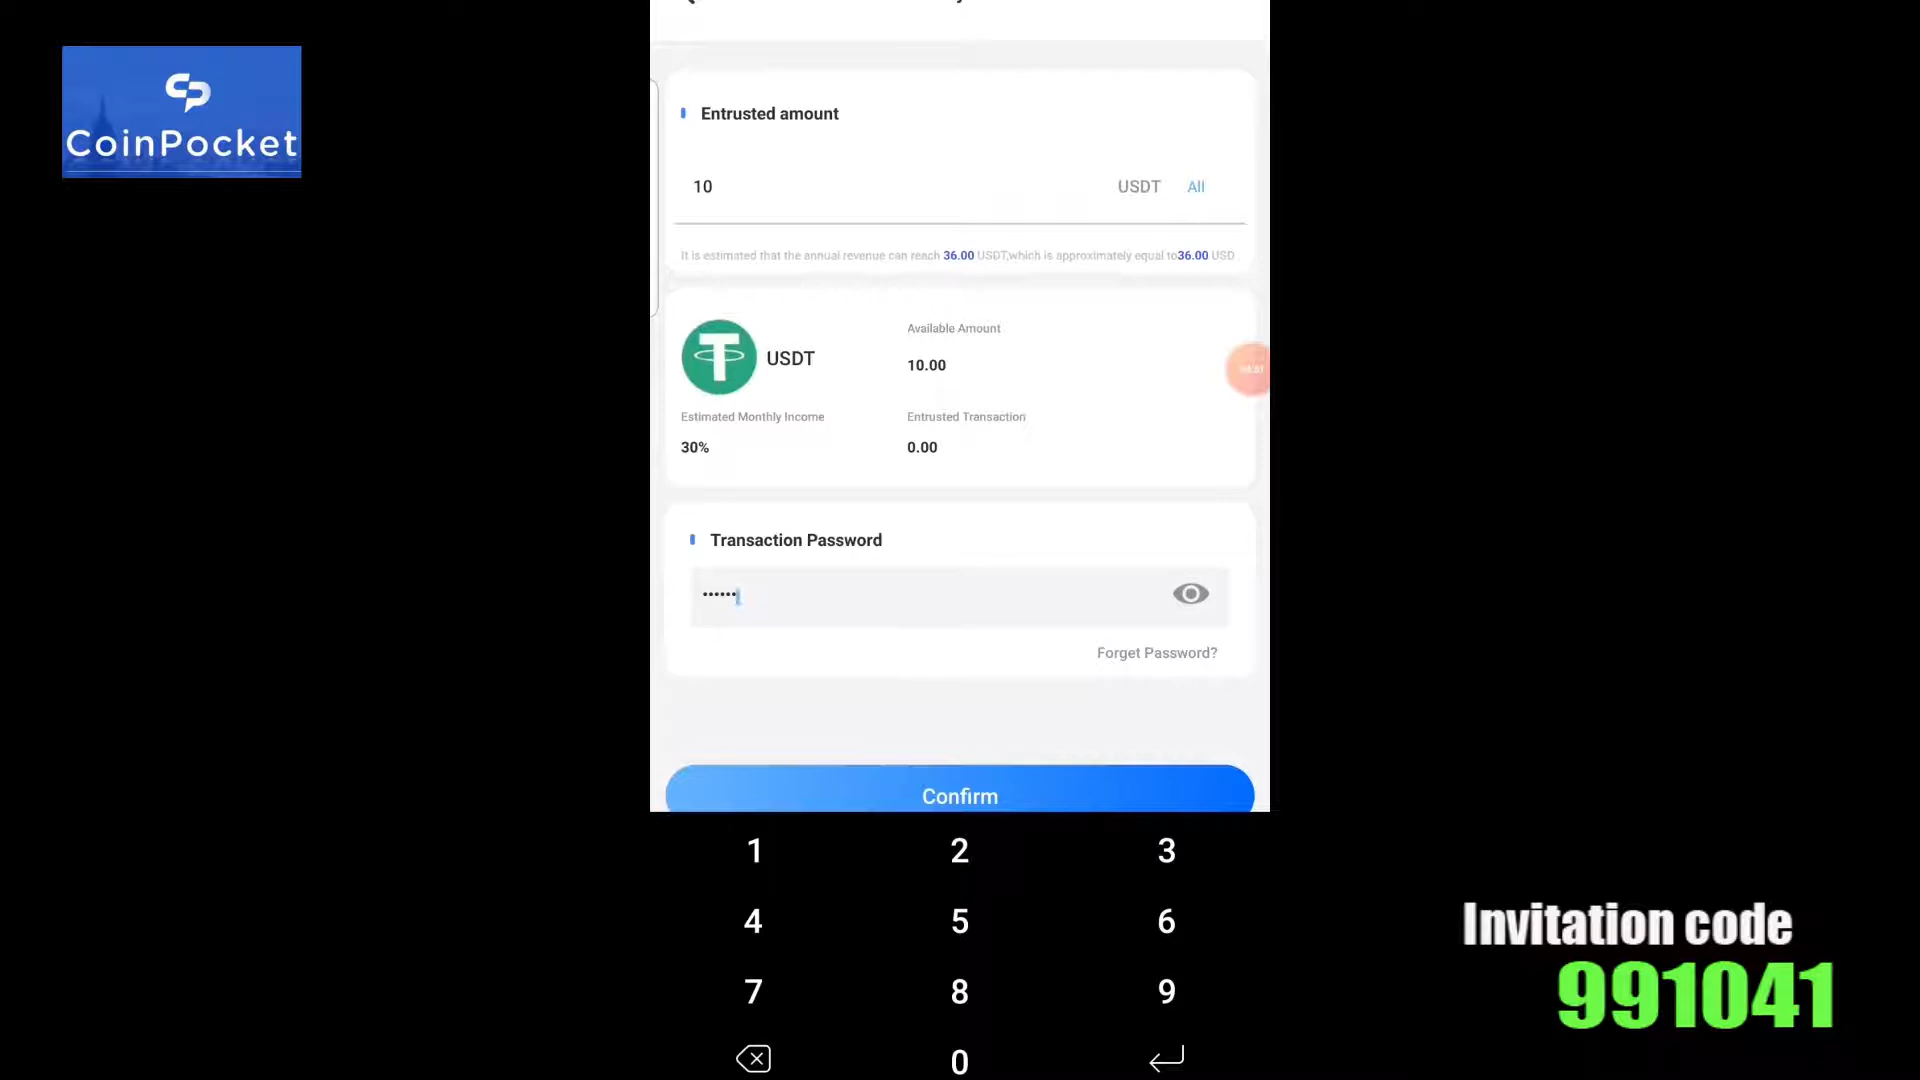 CoinPocket
Entrusted amount
10 USDT All
It is estimated that the annual revenue can reach 36.00 USDT,which is approximately equal to36.00 USD
USDT
Available Amount
10.00
Estimated Monthly Income
30%
Entrusted Transaction
0.00
Transaction Password
••••••
Forget Password?
Confirm
1 2 3
4 5 6
7 8 9
0
Invitation code
991041